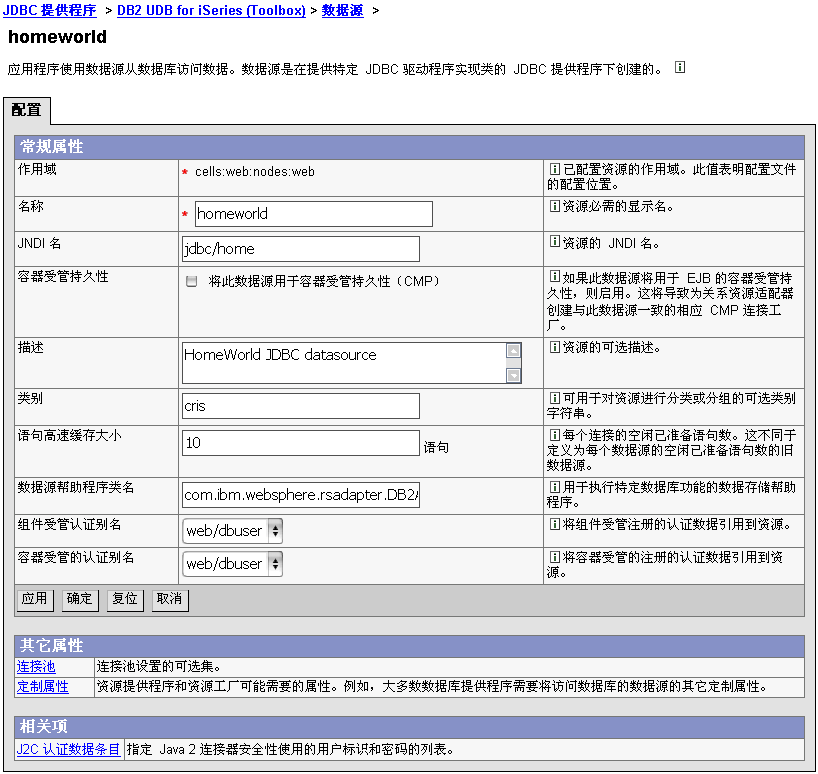 JDBC 提供程序 > DB2 UDB for iSeries (Toolbox) > 数据源 >
homeworld
应用程序使用数据源从数据库访问数据。数据源是在提供特定 JDBC 驱动程序实现类的 JDBC 提供程序下创建的。 i
配置
常规属性
作用域
* cells:web:nodes:web
i 已配置资源的作用域。此值表明配置文件
的配置位置。
名称
* homeworld
i 资源必需的显示名。
JNDI 名
jdbc/home
i 资源的 JNDI 名。
容器受管持久性
将此数据源用于容器受管持久性（CMP）
i 如果此数据源将用于 EJB 的容器受管持
久性，则启用。这将导致为关系资源适配器
创建与此数据源一致的相应 CMP 连接工
厂。
描述
HomeWorld JDBC datasource
i 资源的可选描述。
类别
cris
i 可用于对资源进行分类或分组的可选类别
字符串。
语句高速缓存大小
10 语句
i 每个连接的空闲已准备语句数。这不同于
定义为每个数据源的空闲已准备语句数的旧
数据源。
数据源帮助程序类名
com.ibm.websphere.rsadapter.DB2A
i 用于执行特定数据库功能的数据存储帮助
程序。
组件受管认证别名
web/dbuser
i 将组件受管注册的认证数据引用到资源。
容器受管的认证别名
web/dbuser
i 将容器受管的注册的认证数据引用到资
源。
应用 确定 复位 取消
其它属性
连接池 连接池设置的可选集。
定制属性 资源提供程序和资源工厂可能需要的属性。例如，大多数数据库提供程序需要将访问数据库的数据源的其它定制属性。
相关项
J2C 认证数据条目 指定 Java 2 连接器安全性使用的用户标识和密码的列表。